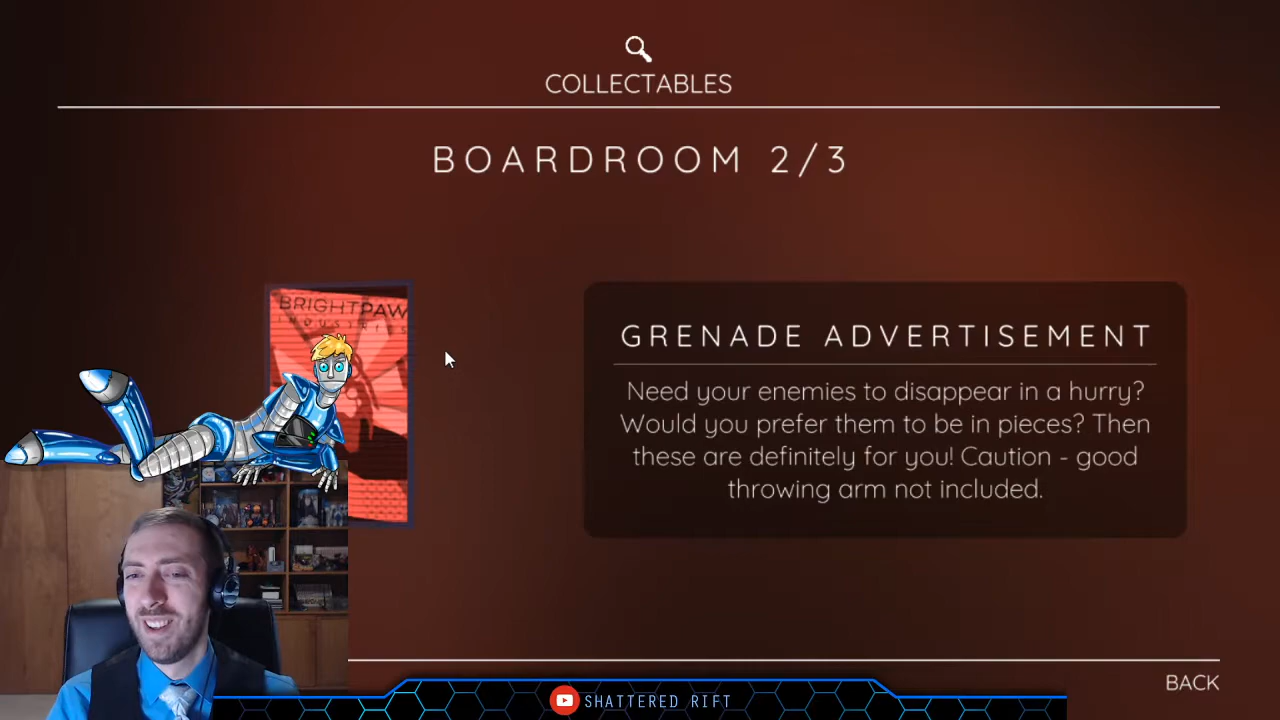 COLLECTABLES
BOARDROOM 2/3
BRIGHTPAW
INDUSTRIES
GRENADE ADVERTISEMENT
Need your enemies to disappear in a hurry?
Would you prefer them to be in pieces? Then
these are definitely for you! Caution - good
throwing arm not included.
BACK
SHATTERED RIFT